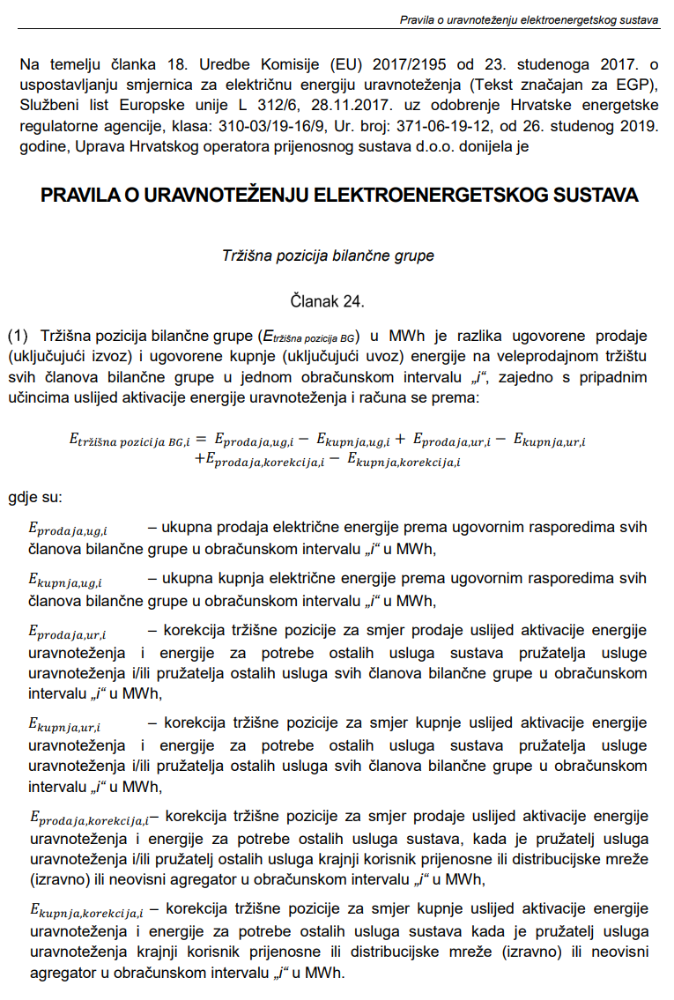 Pravila o uravnoteženju elektroenergetskog sustava
Na temelju članka 18. Uredbe Komisije (EU) 2017/2195 od 23. studenoga 2017. o
uspostavljanju smjernica za električnu energiju uravnoteženja (Tekst značajan za EGP),
Službeni list Europske unije L 312/6, 28.11.2017. uz odobrenje Hrvatske energetske
regulatorne agencije, klasa: 310-03/19-16/9, Ur. broj: 371-06-19-12, od 26. studenog 2019.
godine, Uprava Hrvatskog operatora prijenosnog sustava d.o.o. donijela je
PRAVILA O URAVNOTEŽENJU ELEKTROENERGETSKOG SUSTAVA
Tržišna pozicija bilančne grupe
Članak 24.
(1) Tržišna pozicija bilančne grupe (E tržišna pozicija BG) u MWh je razlika ugovorene prodaje
(uključujući izvoz) i ugovorene kupnje (uključujući uvoz) energije na veleprodajnom tržištu
svih članova bilančne grupe u jednom obračunskom intervalu „i“, zajedno s pripadnim
učincima uslijed aktivacije energije uravnoteženja i računa se prema:
E tržišna pozicija BG,i = E prodaja,ug,i − E kupnja,ug,i + E prodaja,ur,i − E kupnja,ur,i
+E prodaja,korekcija,i − E kupnja,korekcija,i
gdje su:
E prodaja,ug,i – ukupna prodaja električne energije prema ugovornim rasporedima svih
članova bilančne grupe u obračunskom intervalu „i“ u MWh,
E kupnja,ug,i – ukupna kupnja električne energije prema ugovornim rasporedima svih
članova bilančne grupe u obračunskom intervalu „i“ u MWh,
E prodaja,ur,i – korekcija tržišne pozicije za smjer prodaje uslijed aktivacije energije
uravnoteženja i energije za potrebe ostalih usluga sustava pružatelja usluge
uravnoteženja i/ili pružatelja ostalih usluga svih članova bilančne grupe u obračunskom
intervalu „i“ u MWh,
E kupnja,ur,i – korekcija tržišne pozicije za smjer kupnje uslijed aktivacije energije
uravnoteženja i energije za potrebe ostalih usluga sustava pružatelja usluge
uravnoteženja i/ili pružatelja ostalih usluga svih članova bilančne grupe u obračunskom
intervalu „i“ u MWh,
E prodaja,korekcija,i – korekcija tržišne pozicije za smjer prodaje uslijed aktivacije energije
uravnoteženja i energije za potrebe ostalih usluga sustava, kada je pružatelj usluga
uravnoteženja i/ili pružatelj ostalih usluga krajnji korisnik prijenosne ili distribucijske mreže
(izravno) ili neovisni agregator u obračunskom intervalu „i“ u MWh,
E kupnja,korekcija,i – korekcija tržišne pozicije za smjer kupnje uslijed aktivacije energije
uravnoteženja i energije za potrebe ostalih usluga sustava kada je pružatelj usluga
uravnoteženja krajnji korisnik prijenosne ili distribucijske mreže (izravno) ili neovisni
agregator u obračunskom intervalu „i“ u MWh.